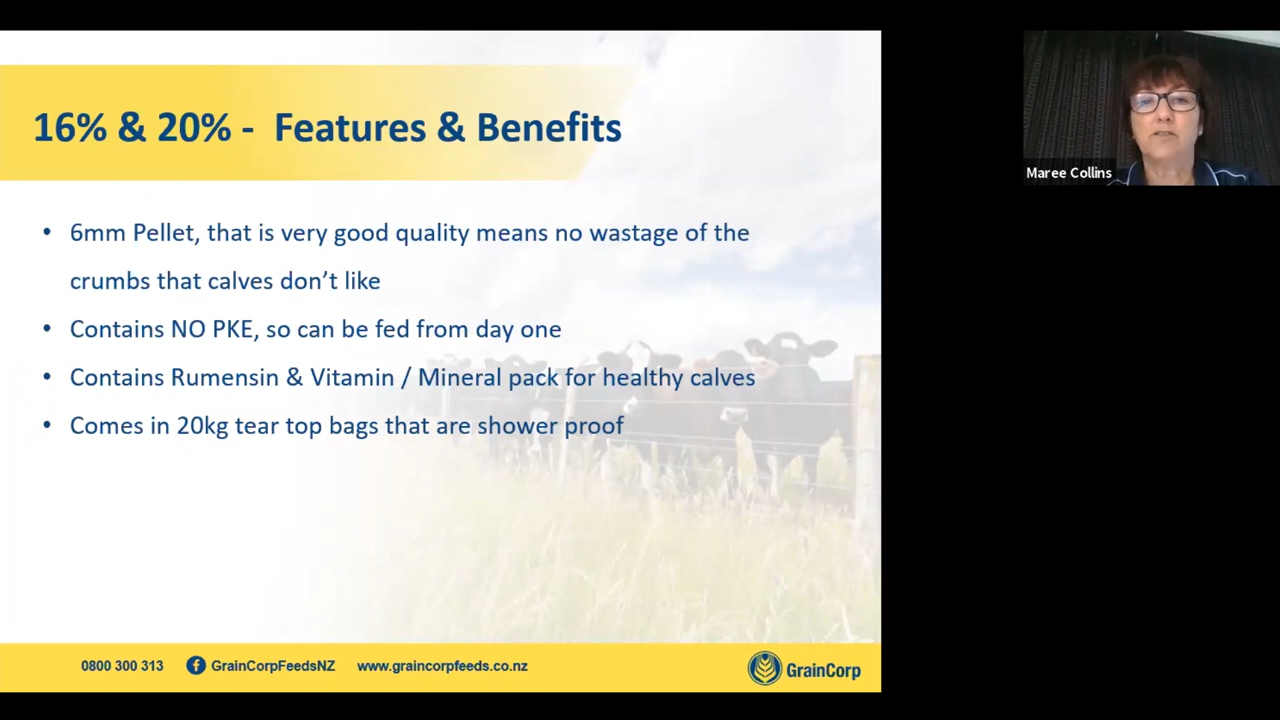 16% & 20% - Features & Benefits
• 6mm Pellet, that is very good quality means no wastage of the
crumbs that calves don’t like
• Contains NO PKE, so can be fed from day one
• Contains Rumensin & Vitamin / Mineral pack for healthy calves
• Comes in 20kg tear top bags that are shower proof
0800 300 313 GrainCorpFeedsNZ www.graincorpfeeds.co.nz GrainCorp
Maree Collins